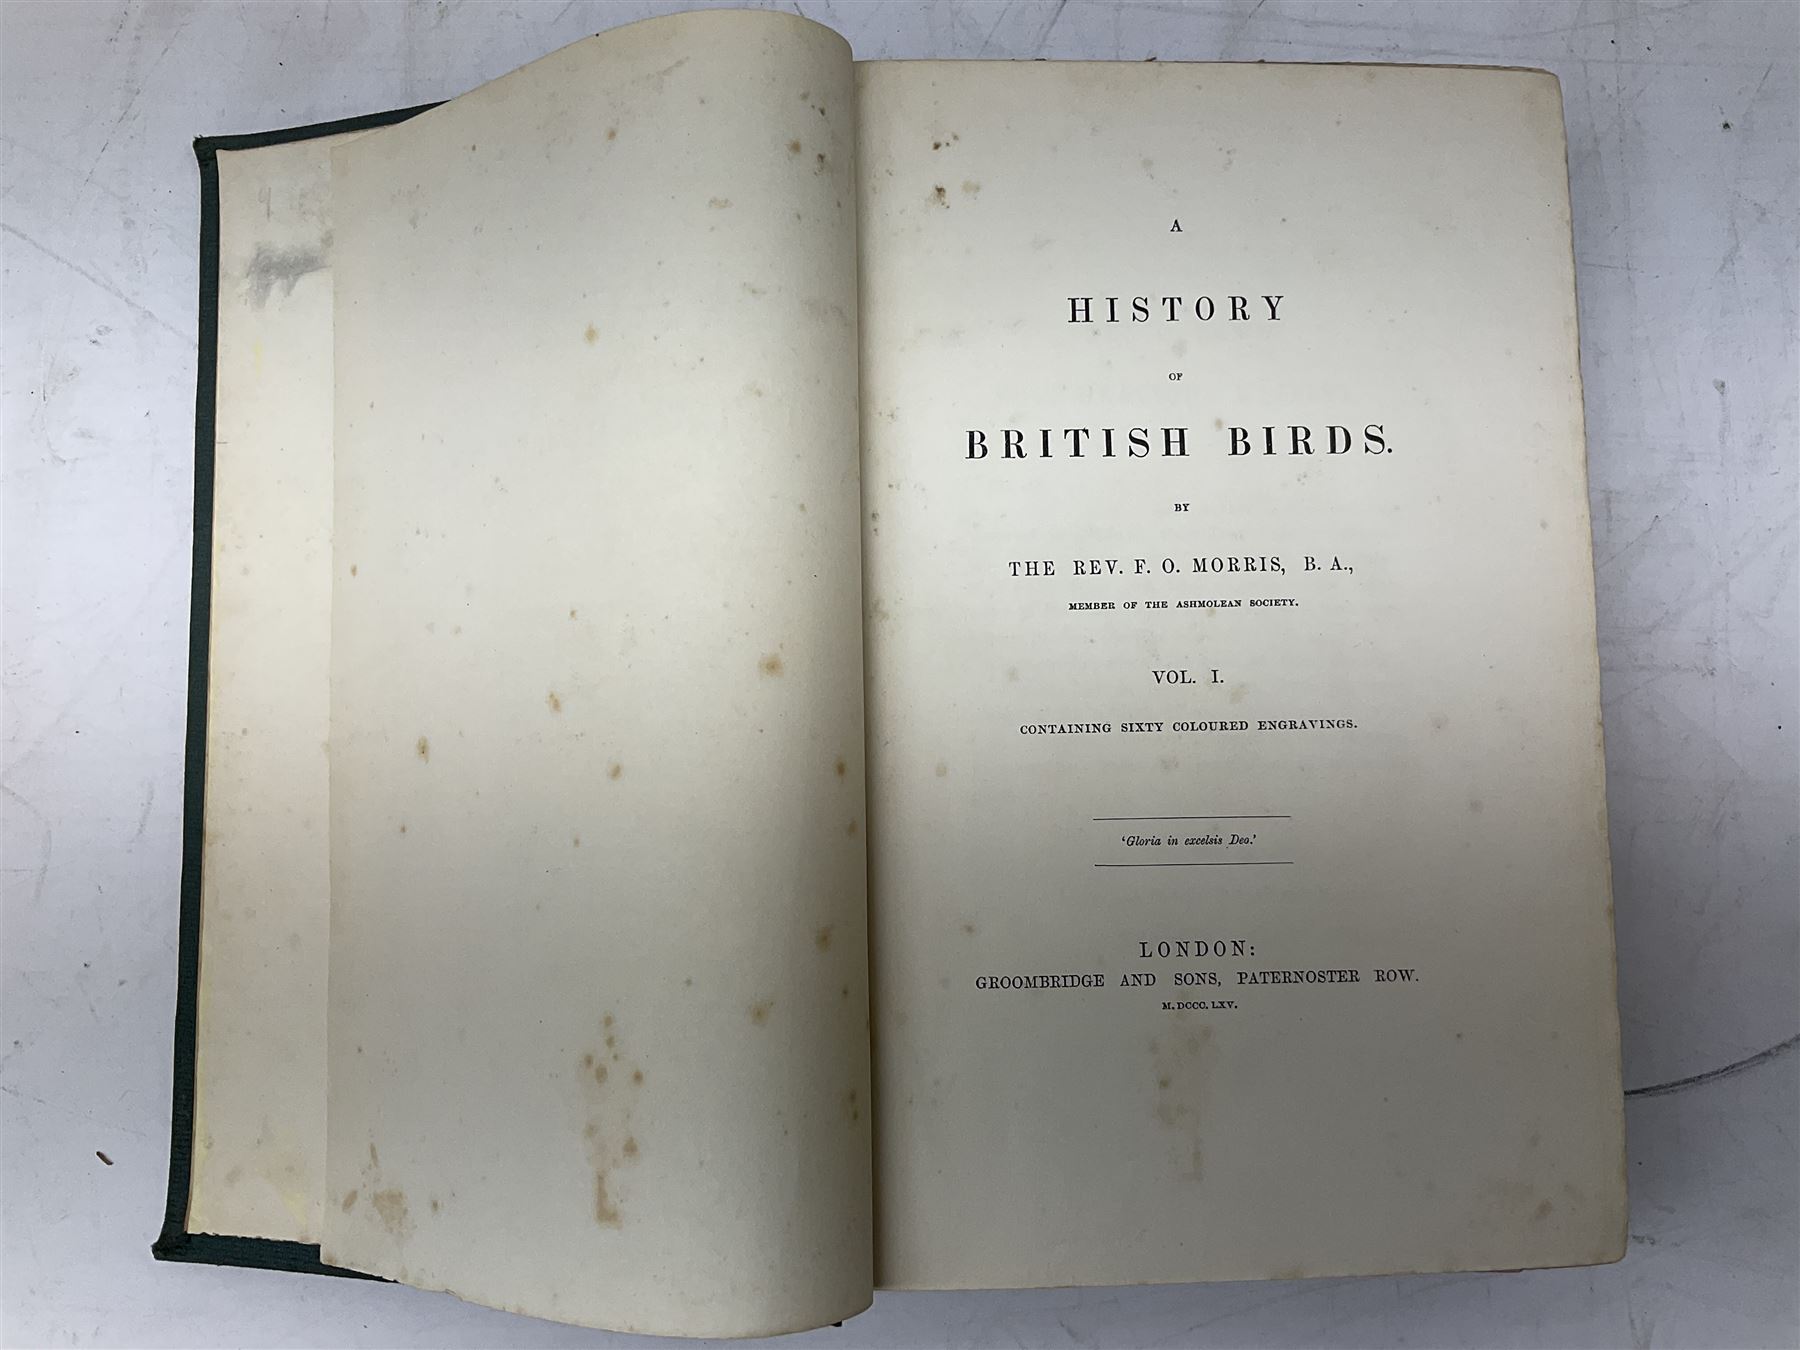 A
HISTORY
OF
BRITISH BIRDS.
BY
THE REV. F. O. MORRIS, B. A.,
MEMBER OF THE ASHMOLEAN SOCIETY.
VOL. I.
CONTAINING SIXTY COLOURED ENGRAVINGS.
'Gloria in excelsis Deo.'
LONDON:
GROOMBRIDGE AND SONS, PATERNOSTER ROW.
M. DCCC. LXV.